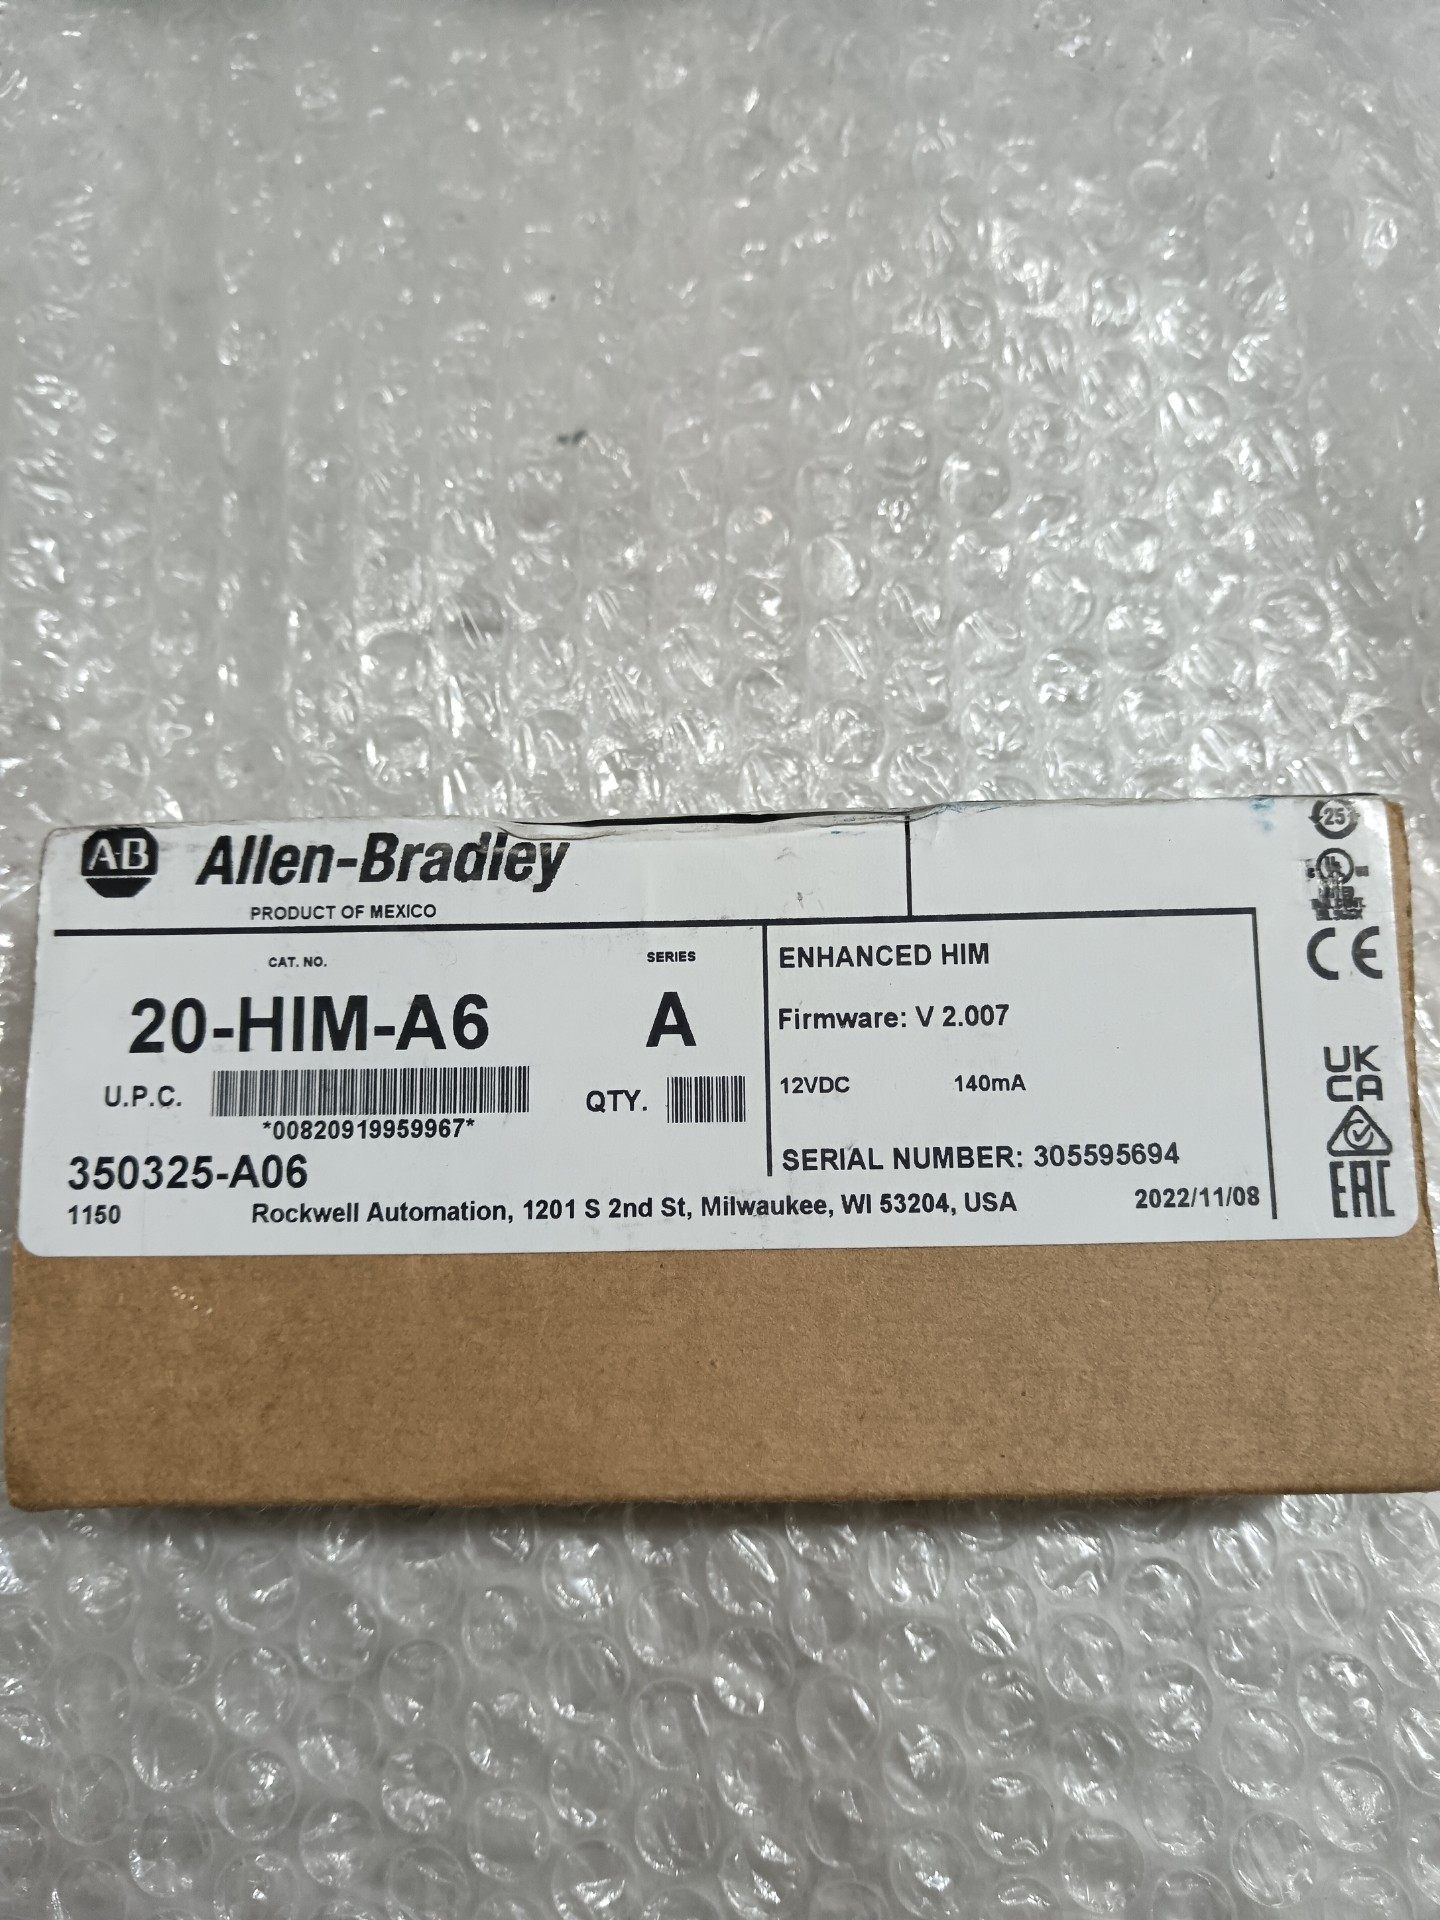 A-B Allen-Bradley
PRODUCT OF MEXICO
CAT. NO. SERIES
20-HIM-A6 A
U.P.C. QTY.
*00820919959967*
350325-A06
1150 Rockwell Automation, 1201 S 2nd St, Milwaukee, WI 53204, USA
ENHANCED HIM
Firmware: V 2.007
12VDC 140mA
SERIAL NUMBER: 305595694
2022/11/08
25
UL
CE
UK
CA
EAC